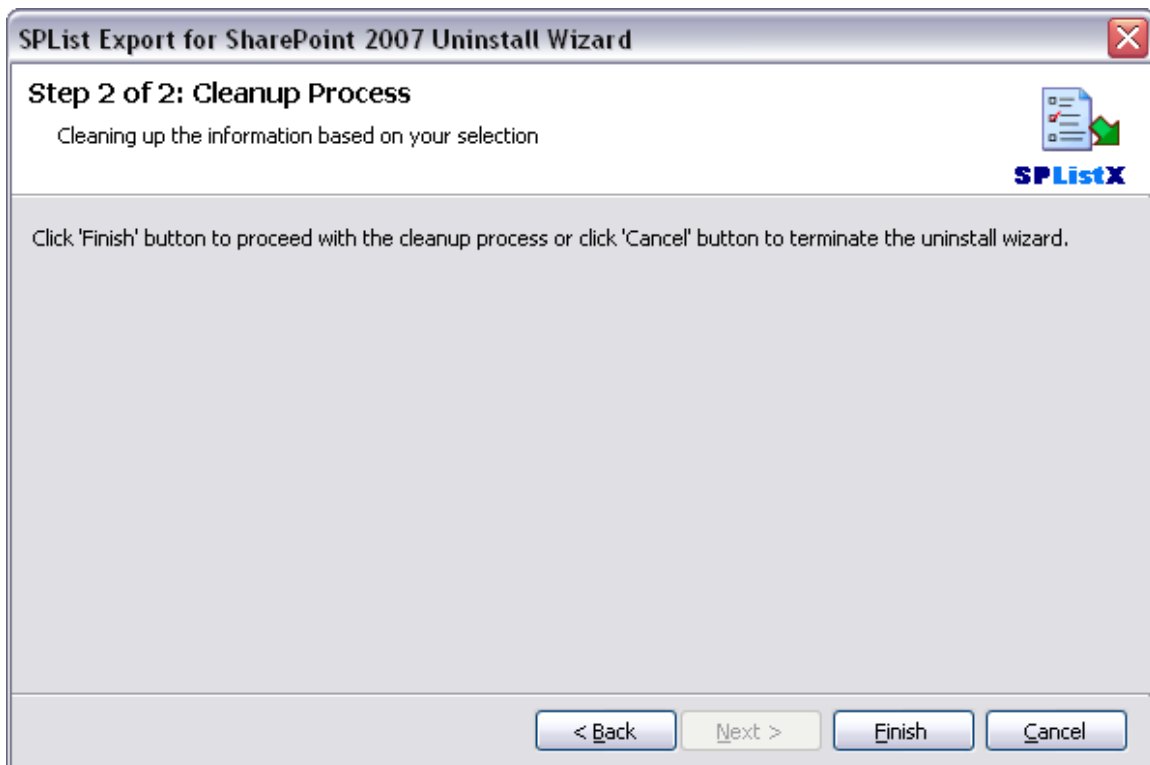 SPList Export for SharePoint 2007 Uninstall Wizard
Step 2 of 2: Cleanup Process
Cleaning up the information based on your selection
SPListX
Click 'Finish' button to proceed with the cleanup process or click 'Cancel' button to terminate the uninstall wizard.
< Back Next > Finish Cancel